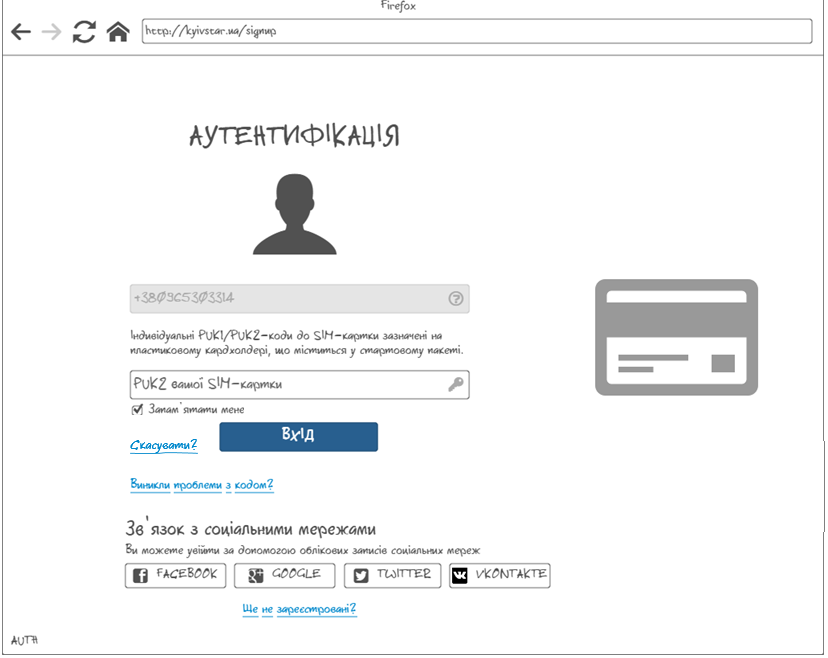 Firefox
http://kyivstar.ua/signup
АУТЕНТИФІКАЦІЯ
+380965303314
Індивідуальні PUK1/PUK2-коди до SIM-картки зазначені на
пластиковому кардхолдері, що міститься у стартовому пакеті.
PUK2 вашої SIM-картки
Запам'ятати мене
Скасувати?
ВХІД
Виникли проблеми з кодом?
Зв'язок з соціальними мережами
Ви можете увійти за допомогою облікових записів соціальних мереж
FACEBOOK
GOOGLE
TWITTER
VKONTAKTE
Ще не зареєстровані?
AUTH